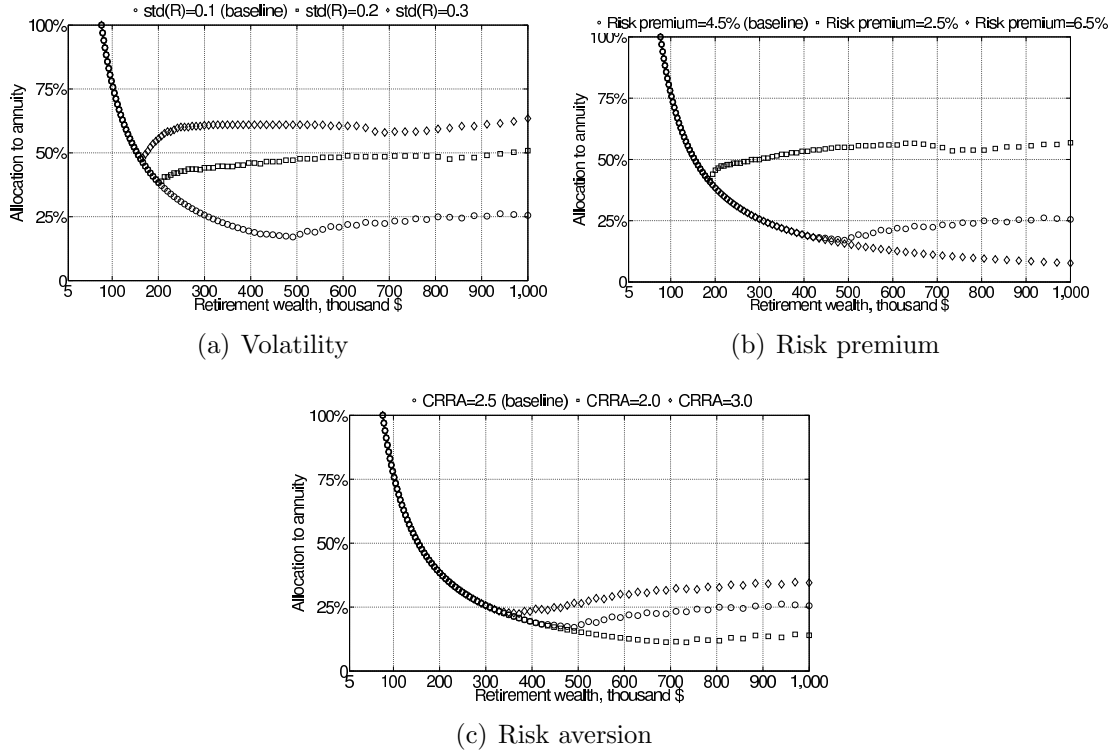 ○ std(R)=0.1 (baseline) □ std(R)=0.2 ◇ std(R)=0.3
100%
75%
50%
25%
0
Allocation to annuity
5 100 200 300 400 500 600 700 800 900 1,000
Retirement wealth, thousand $
(a) Volatility
○ Risk premium=4.5% (baseline) □ Risk premium=2.5% ◇ Risk premium=6.5%
100%
75%
50%
25%
0
Allocation to annuity
5 100 200 300 400 500 600 700 800 900 1,000
Retirement wealth, thousand $
(b) Risk premium
○ CRRA=2.5 (baseline) □ CRRA=2.0 ◇ CRRA=3.0
100%
75%
50%
25%
0
Allocation to annuity
5 100 200 300 400 500 600 700 800 900 1,000
Retirement wealth, thousand $
(c) Risk aversion